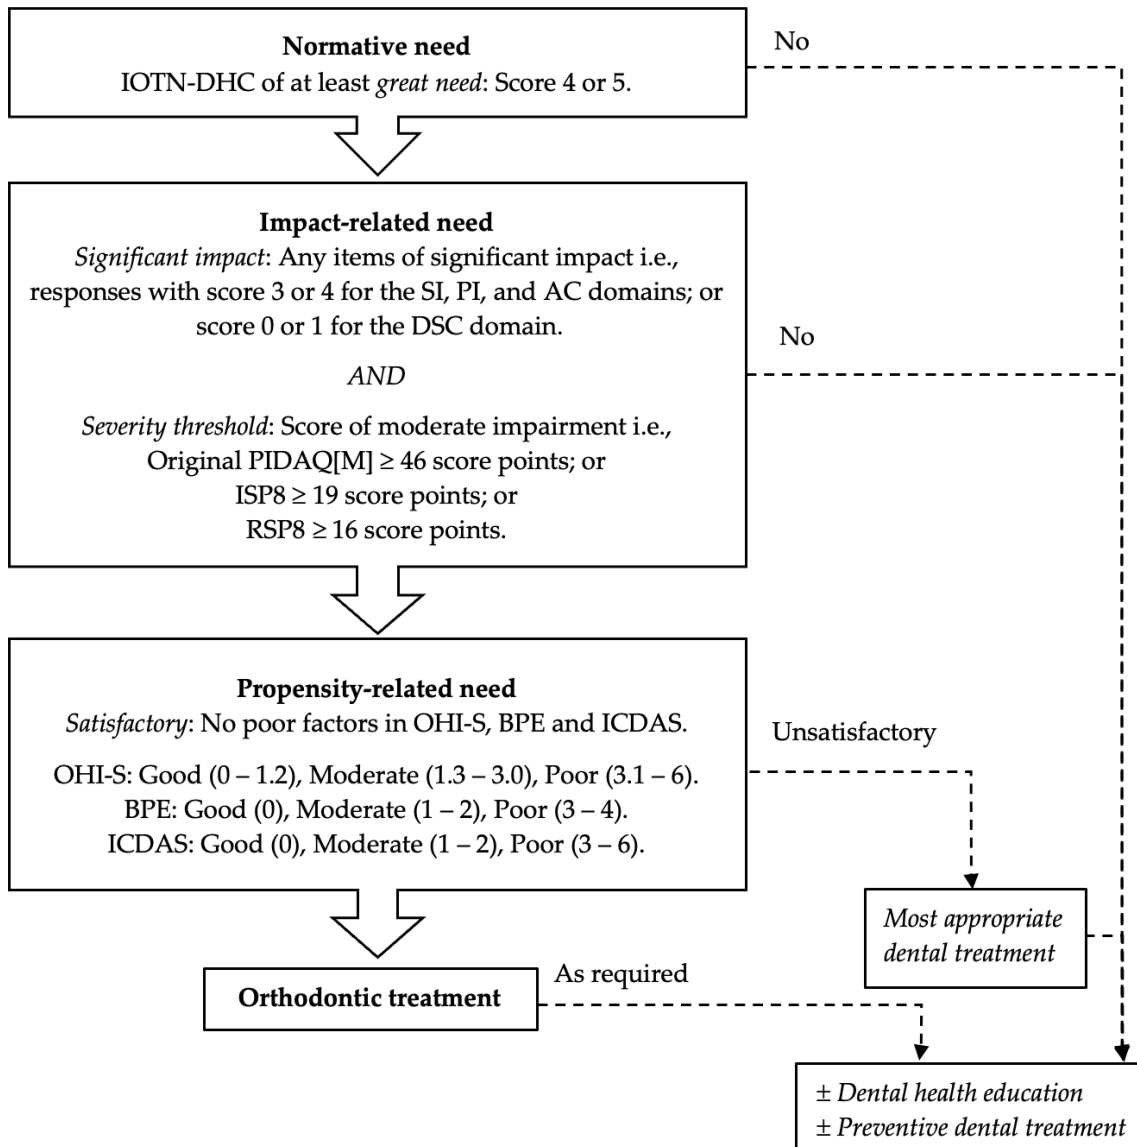 Normative need
IOTN-DHC of at least great need: Score 4 or 5.
No
Impact-related need
Significant impact: Any items of significant impact i.e.,
responses with score 3 or 4 for the SI, PI, and AC domains; or
score 0 or 1 for the DSC domain.
AND
Severity threshold: Score of moderate impairment i.e.,
Original PIDAQ[M] ≥ 46 score points; or
ISP8 ≥ 19 score points; or
RSP8 ≥ 16 score points.
No
Propensity-related need
Satisfactory: No poor factors in OHI-S, BPE and ICDAS.
OHI-S: Good (0 – 1.2), Moderate (1.3 – 3.0), Poor (3.1 – 6).
BPE: Good (0), Moderate (1 – 2), Poor (3 – 4).
ICDAS: Good (0), Moderate (1 – 2), Poor (3 – 6).
Unsatisfactory
Most appropriate
dental treatment
Orthodontic treatment
As required
± Dental health education
± Preventive dental treatment